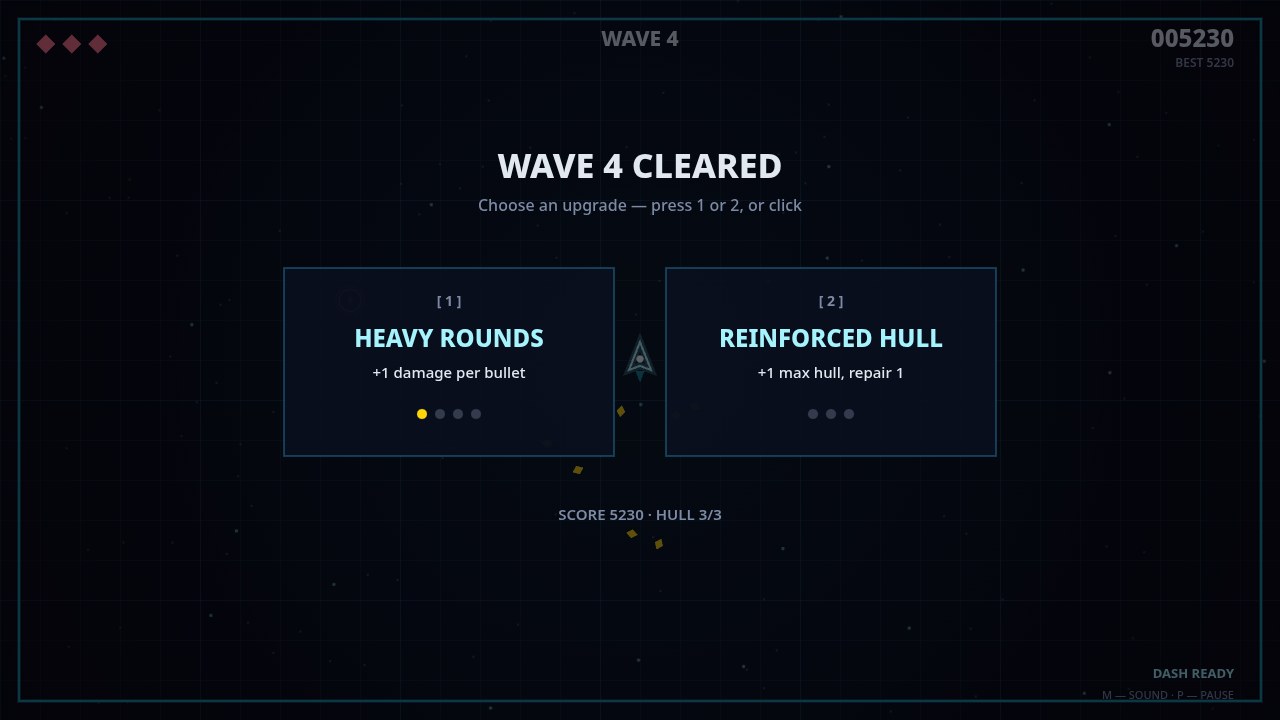 WAVE 4
005230
BEST 5230
WAVE 4 CLEARED
Choose an upgrade — press 1 or 2, or click
[ 1 ]
HEAVY ROUNDS
+1 damage per bullet
[ 2 ]
REINFORCED HULL
+1 max hull, repair 1
SCORE 5230 · HULL 3/3
DASH READY
M — SOUND · P — PAUSE